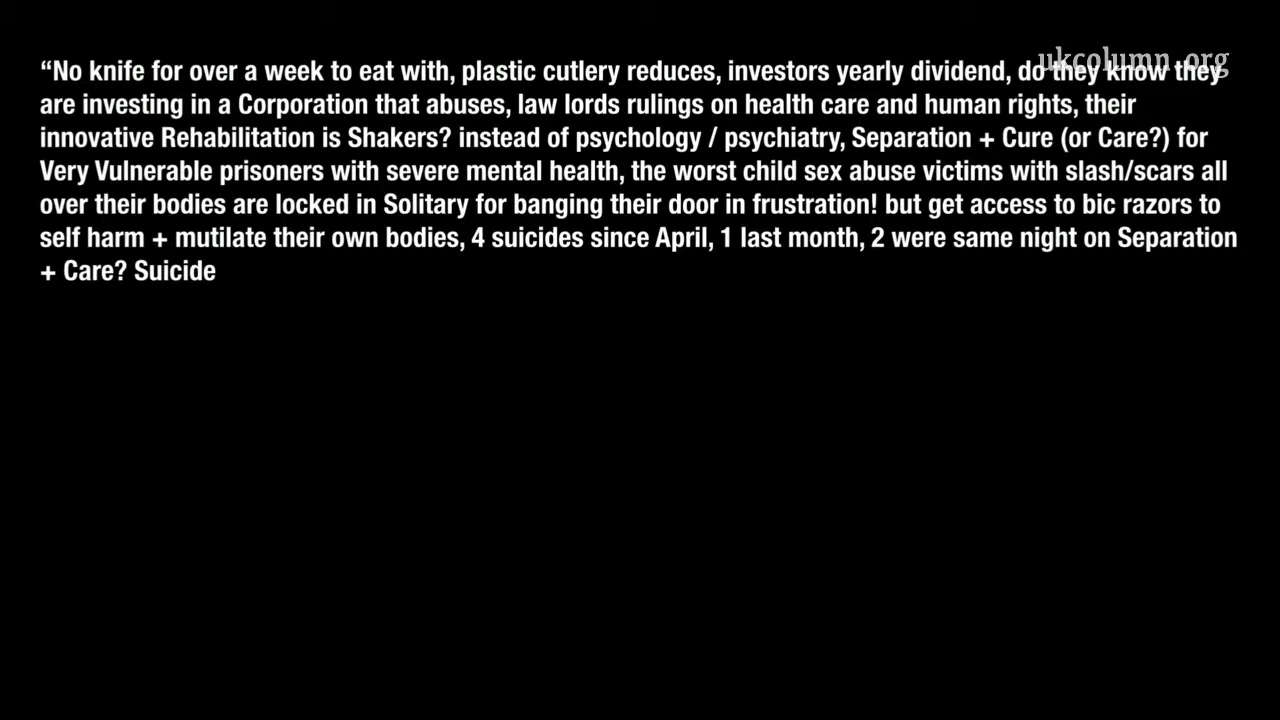 ukcolumn.org
“No knife for over a week to eat with, plastic cutlery reduces, investors yearly dividend, do they know they
are investing in a Corporation that abuses, law lords rulings on health care and human rights, their
innovative Rehabilitation is Shakers? instead of psychology / psychiatry, Separation + Cure (or Care?) for
Very Vulnerable prisoners with severe mental health, the worst child sex abuse victims with slash/scars all
over their bodies are locked in Solitary for banging their door in frustration! but get access to bic razors to
self harm + mutilate their own bodies, 4 suicides since April, 1 last month, 2 were same night on Separation
+ Care? Suicide